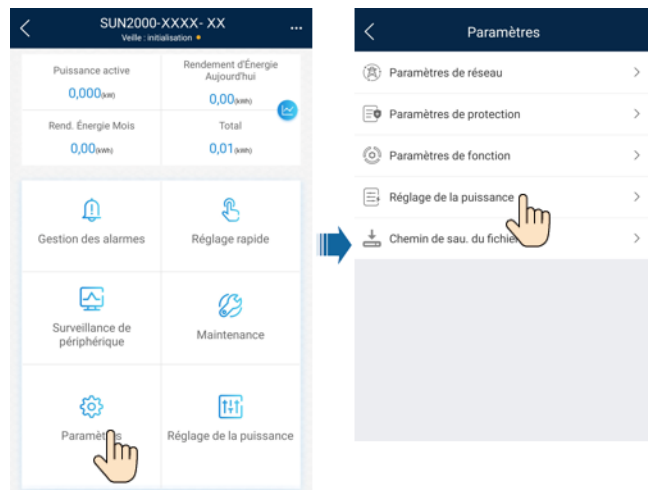 SUN2000-XXXX- XX
Veille : initialisation
Puissance active
0,000(kW)
Rendement d'Énergie
Aujourd'hui
0,00(kWh)
Rend. Énergie Mois
0,00(kWh)
Total
0,01(kWh)
Gestion des alarmes
Réglage rapide
Surveillance de
périphérique
Maintenance
Paramètres
Réglage de la puissance
Paramètres
Paramètres de réseau
Paramètres de protection
Paramètres de fonction
Réglage de la puissance
Chemin de sau. du fichier